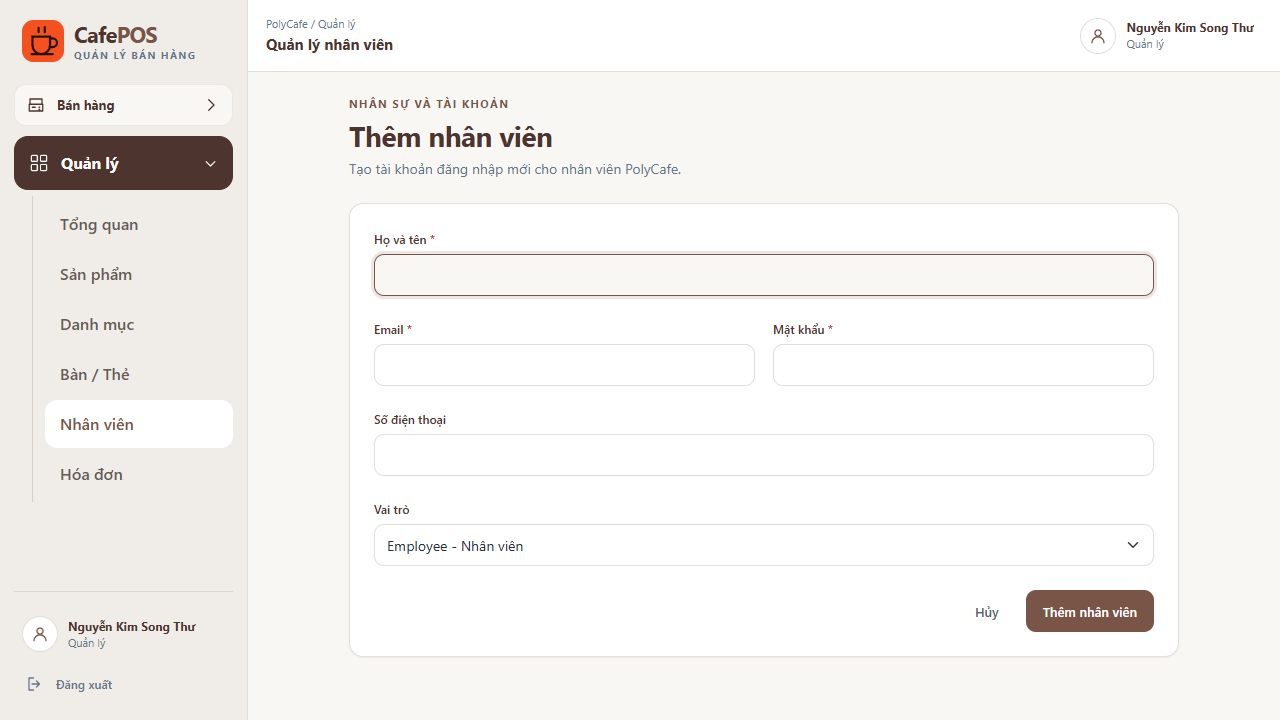 CafePOS
QUẢN LÝ BÁN HÀNG
Bán hàng
Quản lý
Tổng quan
Sản phẩm
Danh mục
Bàn / Thẻ
Nhân viên
Hóa đơn
Nguyễn Kim Song Thư
Quản lý
Đăng xuất
PolyCafe / Quản lý
Quản lý nhân viên
Nguyễn Kim Song Thư
Quản lý
NHÂN SỰ VÀ TÀI KHOẢN
Thêm nhân viên
Tạo tài khoản đăng nhập mới cho nhân viên PolyCafe.
Họ và tên *
Email *
Mật khẩu *
Số điện thoại
Vai trò
Employee - Nhân viên
Hủy
Thêm nhân viên